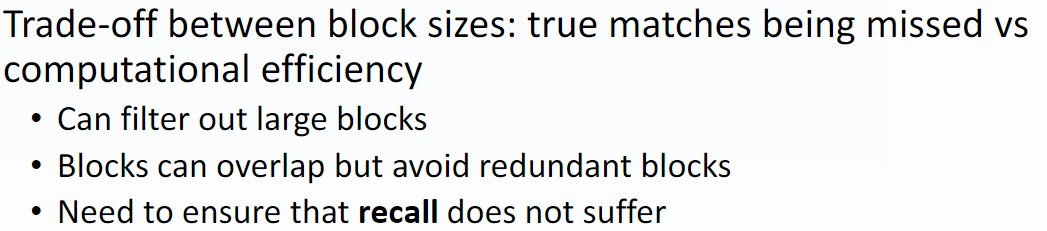 Trade-off between block sizes: true matches being missed vs
computational efficiency
• Can filter out large blocks
• Blocks can overlap but avoid redundant blocks
• Need to ensure that recall does not suffer